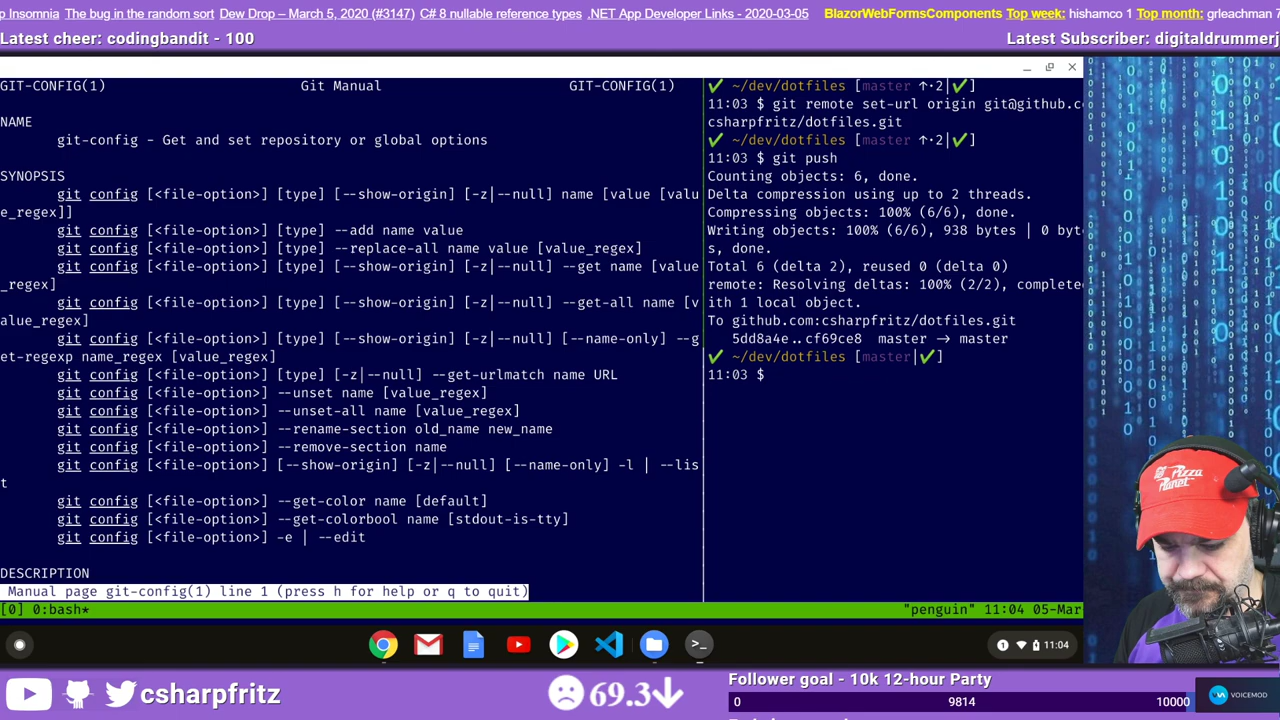 p Insomnia The bug in the random sort Dew Drop – March 5, 2020 (#3147) C# 8 nullable reference types .NET App Developer Links - 2020-03-05 BlazorWebFormsComponents Top week: hishamco 1 Top month: grleachman 7
Latest cheer: codingbandit - 100
Latest Subscriber: digitaldrummerj
GIT-CONFIG(1) Git Manual GIT-CONFIG(1)
NAME
git-config - Get and set repository or global options
SYNOPSIS
git config [<file-option>] [type] [--show-origin] [-z|--null] name [value [valu
e_regex]]
git config [<file-option>] [type] --add name value
git config [<file-option>] [type] --replace-all name value [value_regex]
git config [<file-option>] [type] [--show-origin] [-z|--null] --get name [value
_regex]
git config [<file-option>] [type] [--show-origin] [-z|--null] --get-all name [v
alue_regex]
git config [<file-option>] [type] [--show-origin] [-z|--null] [--name-only] --g
et-regexp name_regex [value_regex]
git config [<file-option>] [type] [-z|--null] --get-urlmatch name URL
git config [<file-option>] --unset name [value_regex]
git config [<file-option>] --unset-all name [value_regex]
git config [<file-option>] --rename-section old_name new_name
git config [<file-option>] --remove-section name
git config [<file-option>] [--show-origin] [-z|--null] [--name-only] -l | --lis
t
git config [<file-option>] --get-color name [default]
git config [<file-option>] --get-colorbool name [stdout-is-tty]
git config [<file-option>] -e | --edit
DESCRIPTION
Manual page git-config(1) line 1 (press h for help or q to quit)
✔ ~/dev/dotfiles [master ↑·2|✔]
11:03 $ git remote set-url origin git@github.co
csharpfritz/dotfiles.git
✔ ~/dev/dotfiles [master ↑·2|✔]
11:03 $ git push
Counting objects: 6, done.
Delta compression using up to 2 threads.
Compressing objects: 100% (6/6), done.
Writing objects: 100% (6/6), 938 bytes | 0 byte
s, done.
Total 6 (delta 2), reused 0 (delta 0)
remote: Resolving deltas: 100% (2/2), complete
ith 1 local object.
To github.com:csharpfritz/dotfiles.git
5dd8a4e..cf69ce8 master -> master
✔ ~/dev/dotfiles [master|✔]
11:03 $
[0] 0:bash* "penguin" 11:04 05-Mar
Pizza
Planet
1 11:04
csharpfritz
69.3
Follower goal - 10k 12-hour Party
0 9814 10000
VOICEMOD